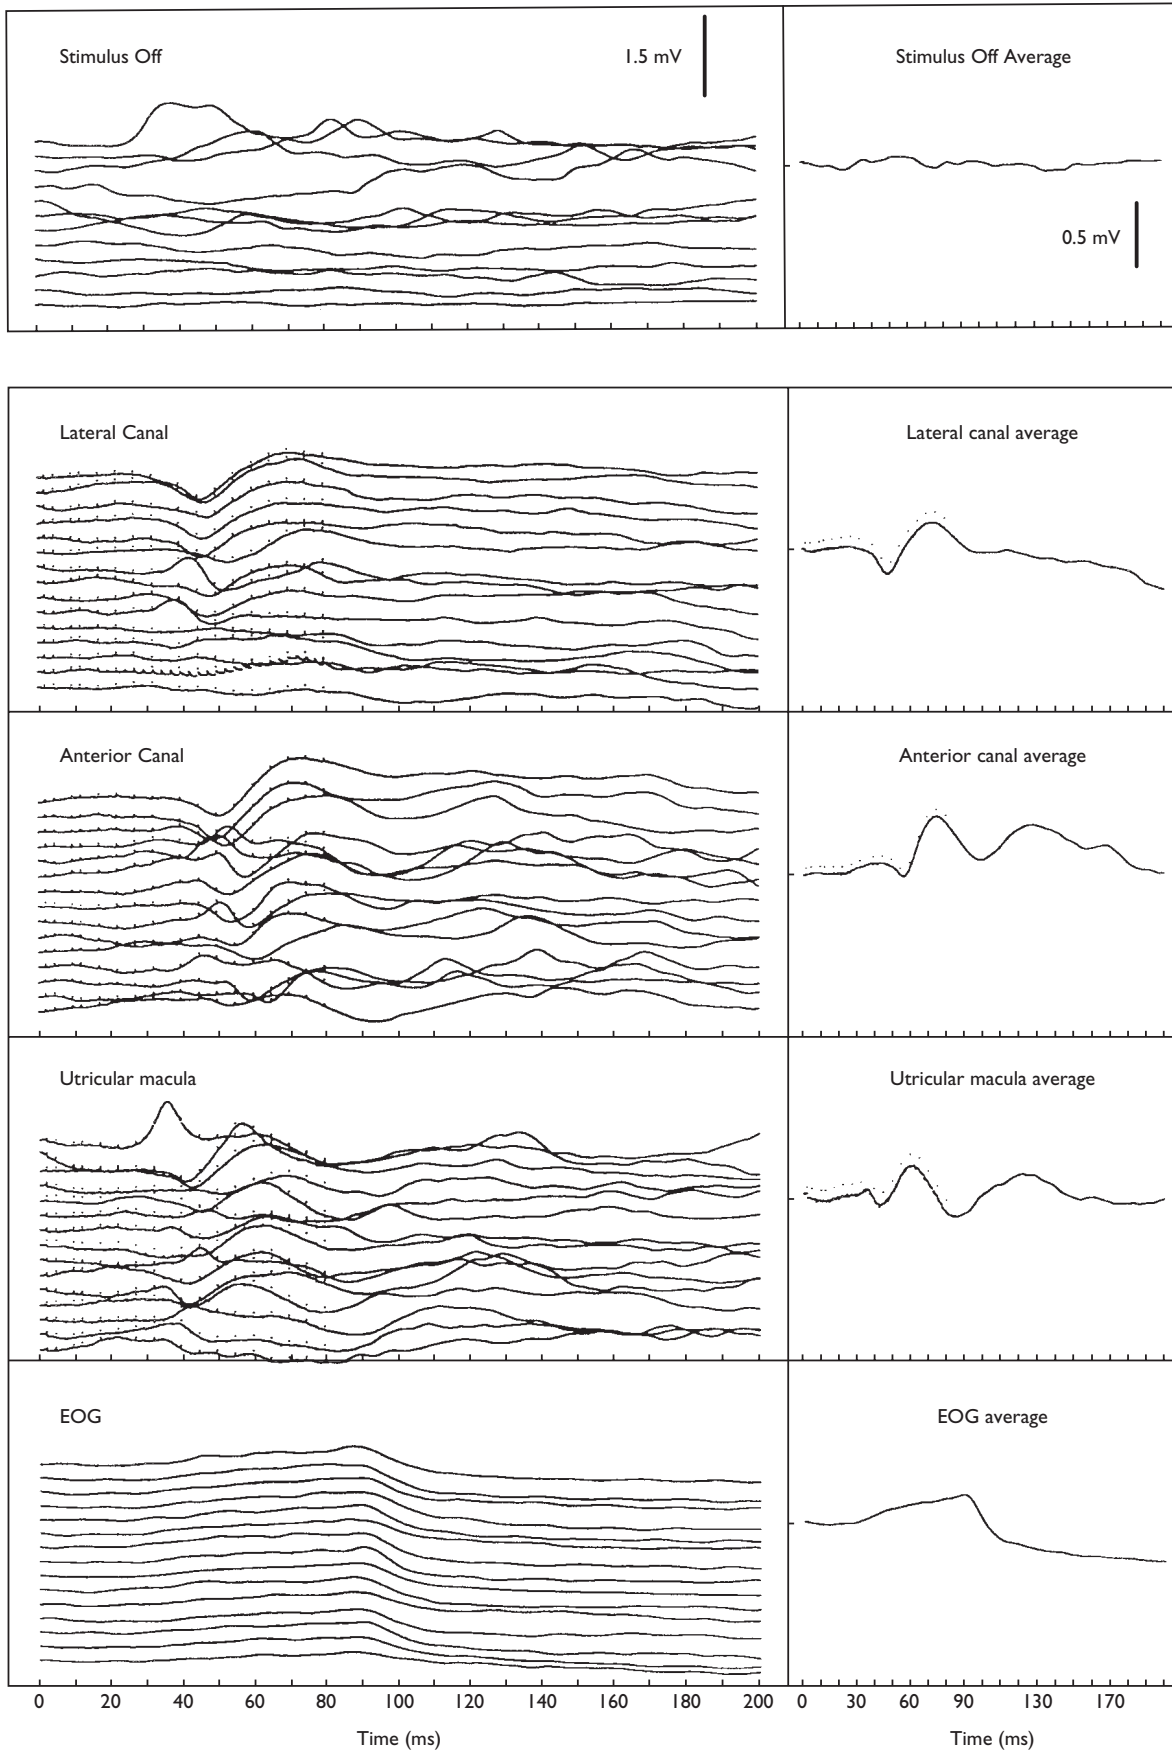 Stimulus Off
1.5 mV
Stimulus Off Average
0.5 mV
Lateral Canal
Lateral canal average
Anterior Canal
Anterior canal average
Utricular macula
Utricular macula average
EOG
EOG average
0 20 40 60 80 100 120 140 160 180 200
0 30 60 90 130 170
Time (ms)
Time (ms)